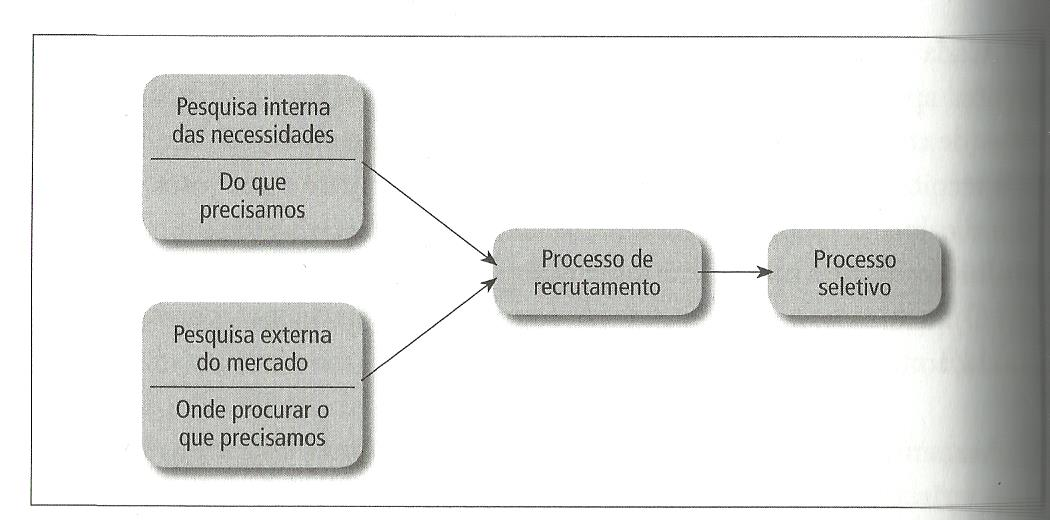 Pesquisa interna
das necessidades
Do que
precisamos
Pesquisa externa
do mercado
Onde procurar o
que precisamos
Processo de
recrutamento
Processo
seletivo